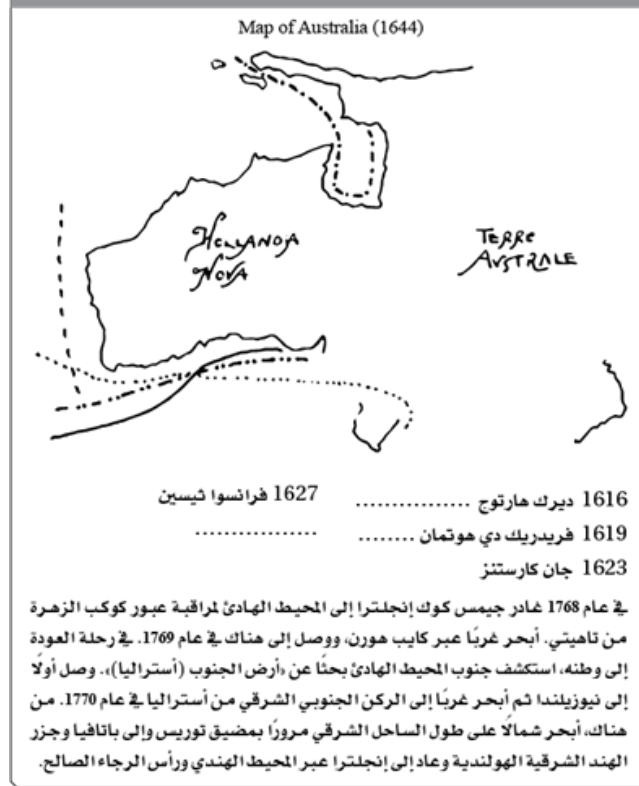 Map of Australia (1644)
HOLLANDIA
NOVA
TERRE
AVSTRALE
1616 ديرك هارتوج ................
1627 فرانسوا ثيسين
1619 فريدريك دي هوتمان ........
.................
1623 جان كارستنز
في عام 1768 غادر جيمس كوك إنجلترا إلى المحيط الهادئ لمراقبة عبور كوكب الزهرة
من تاهيتي. أبحر غربًا عبر كايب هورن، ووصل إلى هناك في عام 1769. في رحلة العودة
إلى وطنه، استكشف جنوب المحيط الهادئ بحثًا عن «أرض الجنوب (أستراليا)». وصل أولًا
إلى نيوزيلندا ثم أبحر غربًا إلى الركن الجنوبي الشرقي من أستراليا في عام 1770. من
هناك، أبحر شمالًا على طول الساحل الشرقي مرورًا بمضيق توريس وإلى باتافيا وجزر
الهند الشرقية الهولندية وعاد إلى إنجلترا عبر المحيط الهندي ورأس الرجاء الصالح.